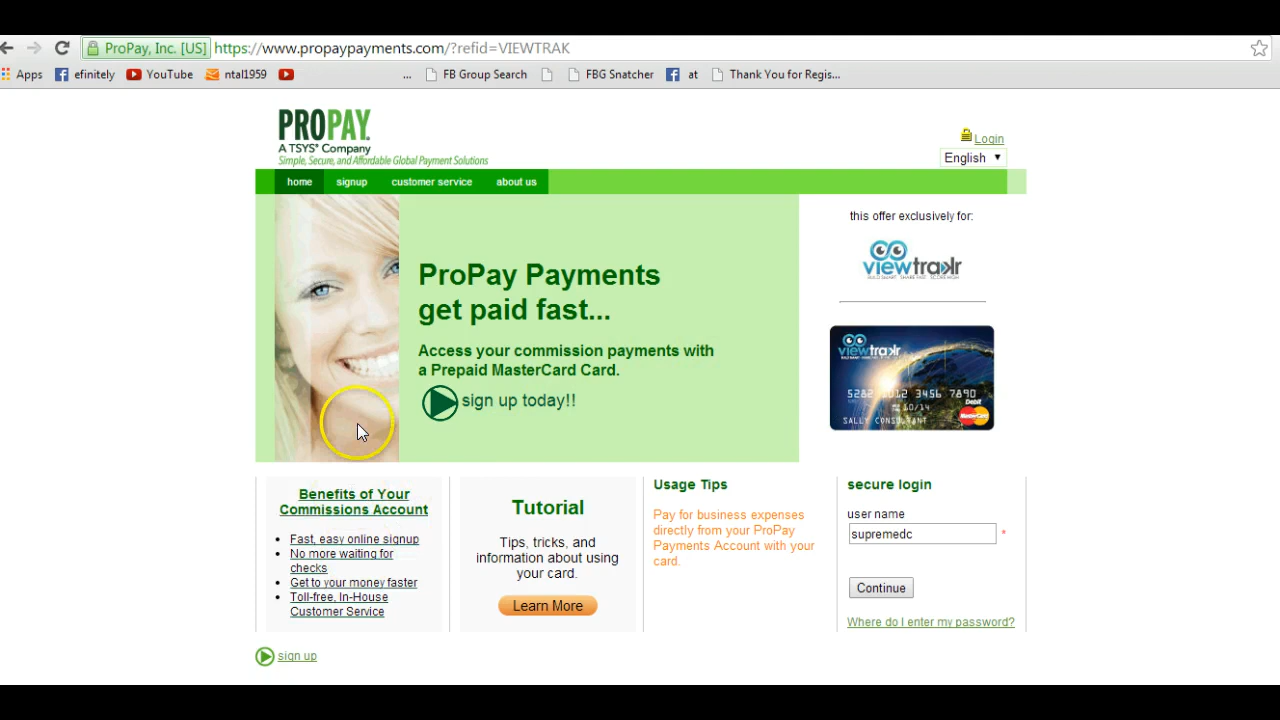 ProPay, Inc. [US] https://www.propaypayments.com/?refid=VIEWTRAK
Apps efinitely YouTube ntal1959 ... FB Group Search FBG Snatcher at Thank You for Regis...
PROPAY
A TSYS® Company
Simple, Secure, and Affordable Global Payment Solutions
Login
English
home signup customer service about us
this offer exclusively for:
viewtrakr
ProPay Payments
get paid fast...
Access your commission payments with
a Prepaid MasterCard Card.
sign up today!!
viewtrakr
5282 3456 7890
10/14
SALLY CONSULTANT
Debit
MasterCard
Benefits of Your
Commissions Account
Fast, easy online signup
No more waiting for
checks
Get to your money faster
Toll-free, In-House
Customer Service
Tutorial
Tips, tricks, and
information about using
your card.
Learn More
Usage Tips
Pay for business expenses
directly from your ProPay
Payments Account with your
card.
secure login
user name
supremedc *
Continue
Where do I enter my password?
sign up